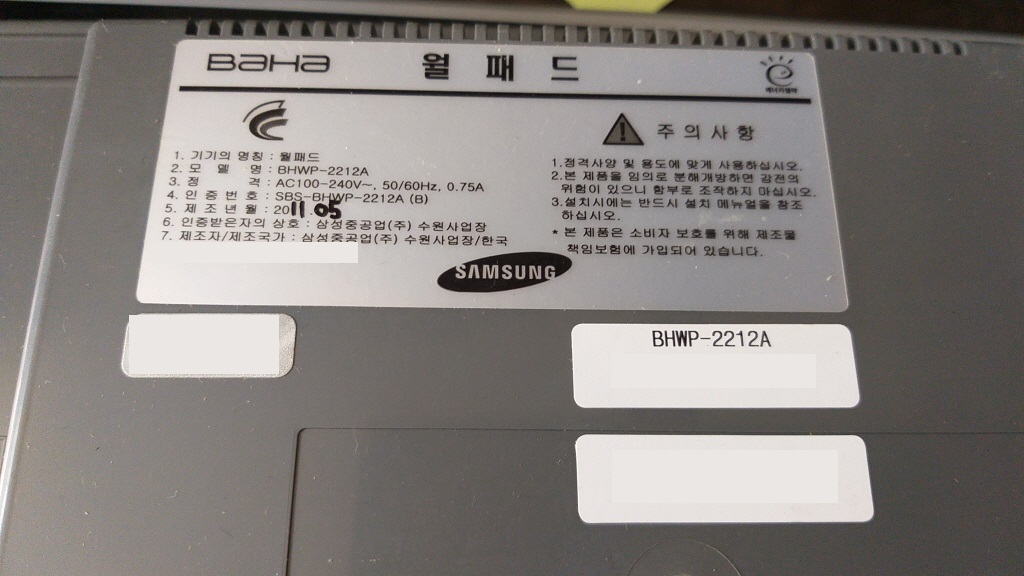 BaHa 월 패 드
에너지절약
1. 기기의 명칭 : 월패드
2. 모 델 명 : BHWP-2212A
3. 정 격 : AC100-240V~, 50/60Hz, 0.75A
4. 인 증 번 호 : SBS-BHWP-2212A (B)
5. 제 조 년 월 : 2011 05
6. 인증받은자의 상호 : 삼성중공업(주) 수원사업장
7. 제조자/제조국가 : 삼성중공업(주) 수원사업장/한국
주 의 사 항
1.정격사양 및 용도에 맞게 사용하십시오.
2.본 제품을 임의로 분해개방하면 감전의
위험이 있으니 함부로 조작하지 마십시오.
3.설치시에는 반드시 설치 메뉴얼을 참조
하십시오.
* 본 제품은 소비자 보호를 위해 제조물
책임보험에 가입되어 있습니다.
SAMSUNG
BHWP-2212A